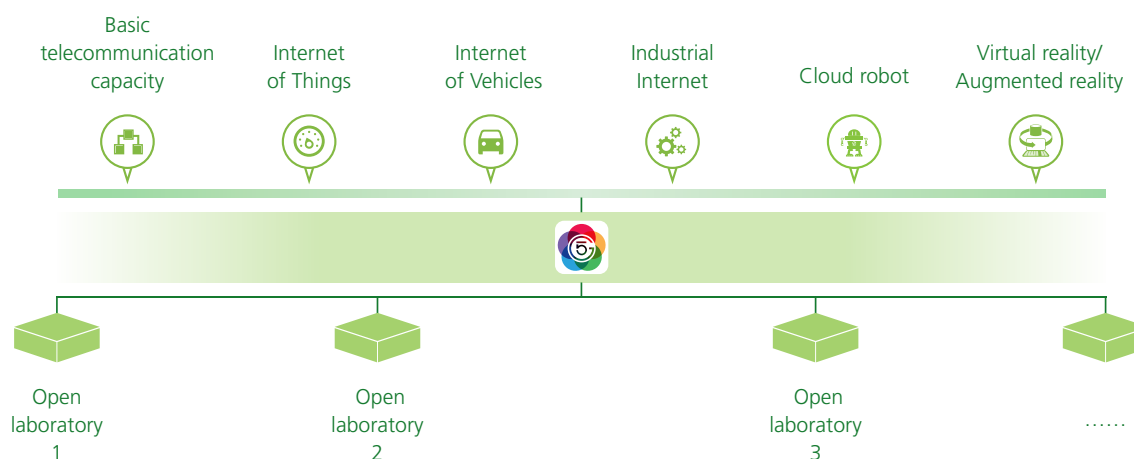 Basic
telecommunication
capacity
Internet
of Things
Internet
of Vehicles
Industrial
Internet
Cloud robot
Virtual reality/
Augmented reality
5G
Open
laboratory
1
Open
laboratory
2
Open
laboratory
3
......